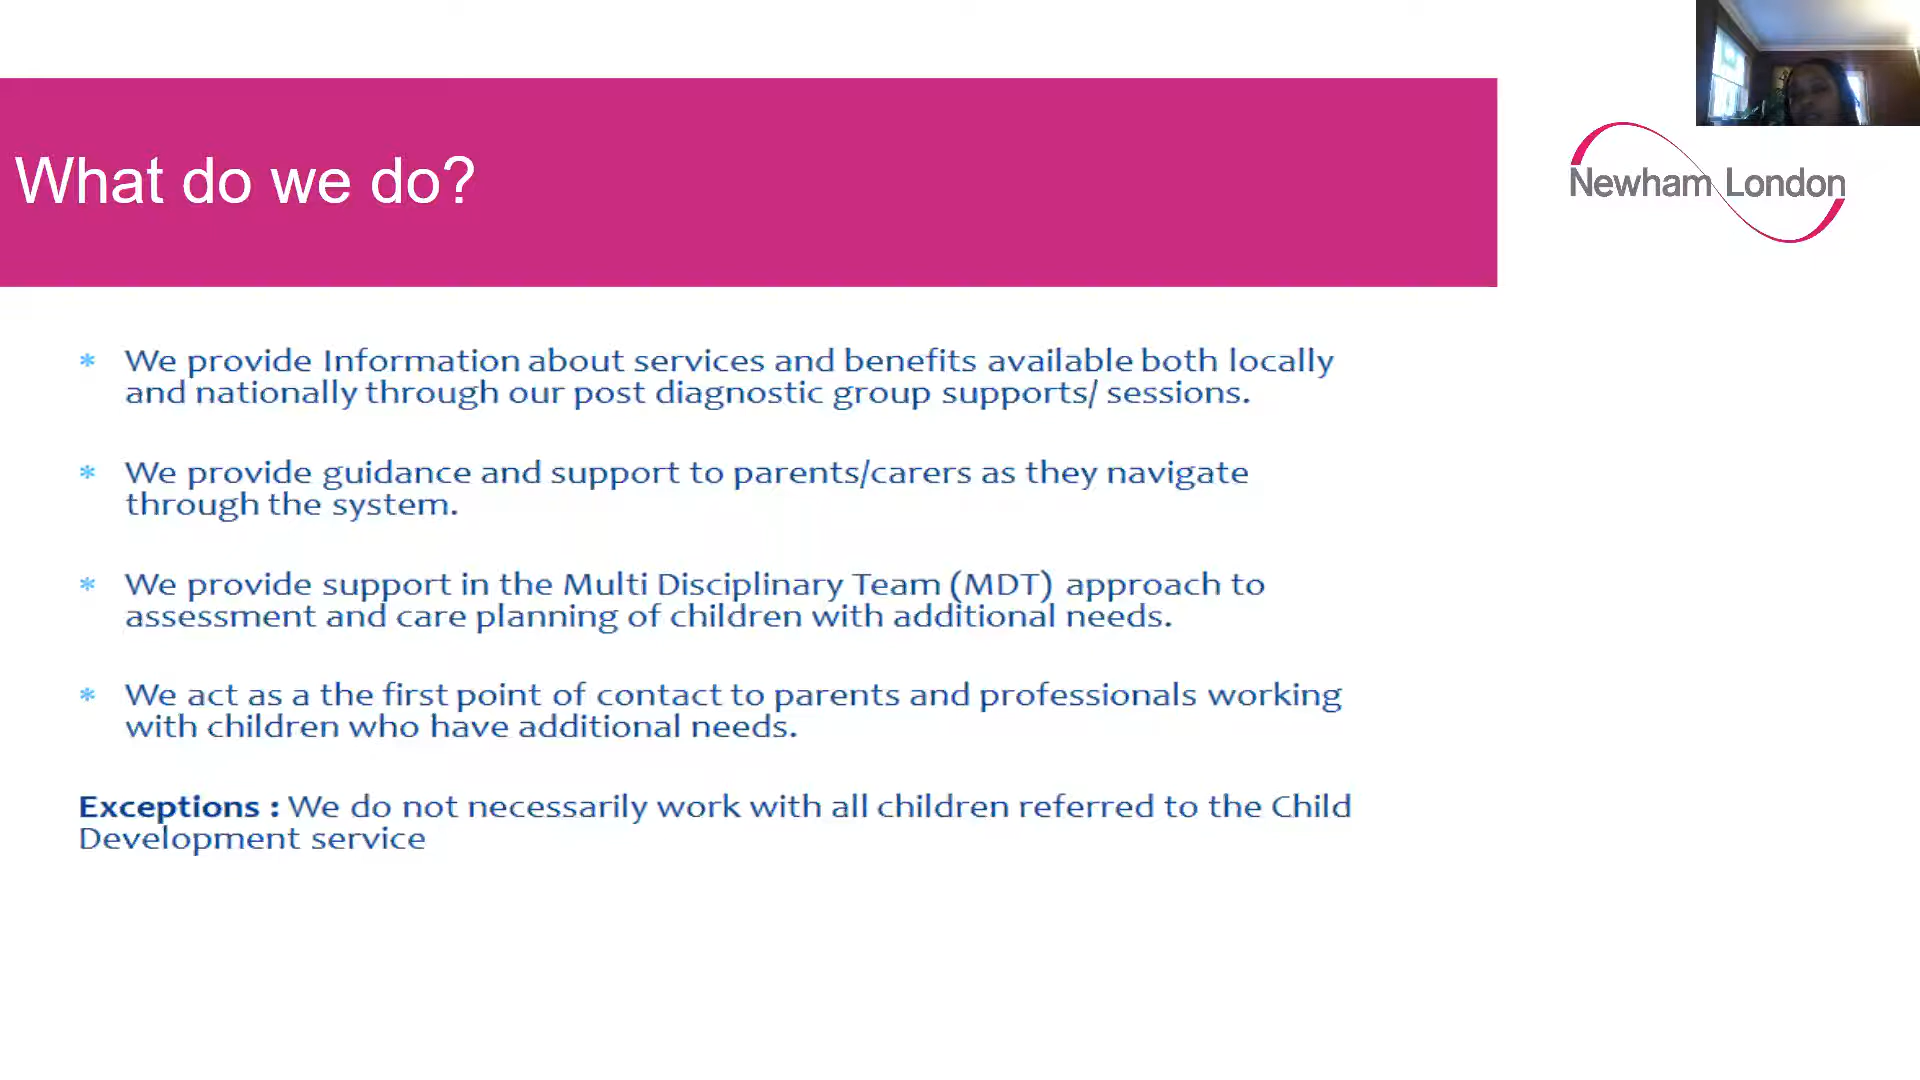 What do we do?
Newham London
* We provide Information about services and benefits available both locally
and nationally through our post diagnostic group supports/ sessions.
* We provide guidance and support to parents/carers as they navigate
through the system.
* We provide support in the Multi Disciplinary Team (MDT) approach to
assessment and care planning of children with additional needs.
* We act as a the first point of contact to parents and professionals working
with children who have additional needs.
Exceptions : We do not necessarily work with all children referred to the Child
Development service